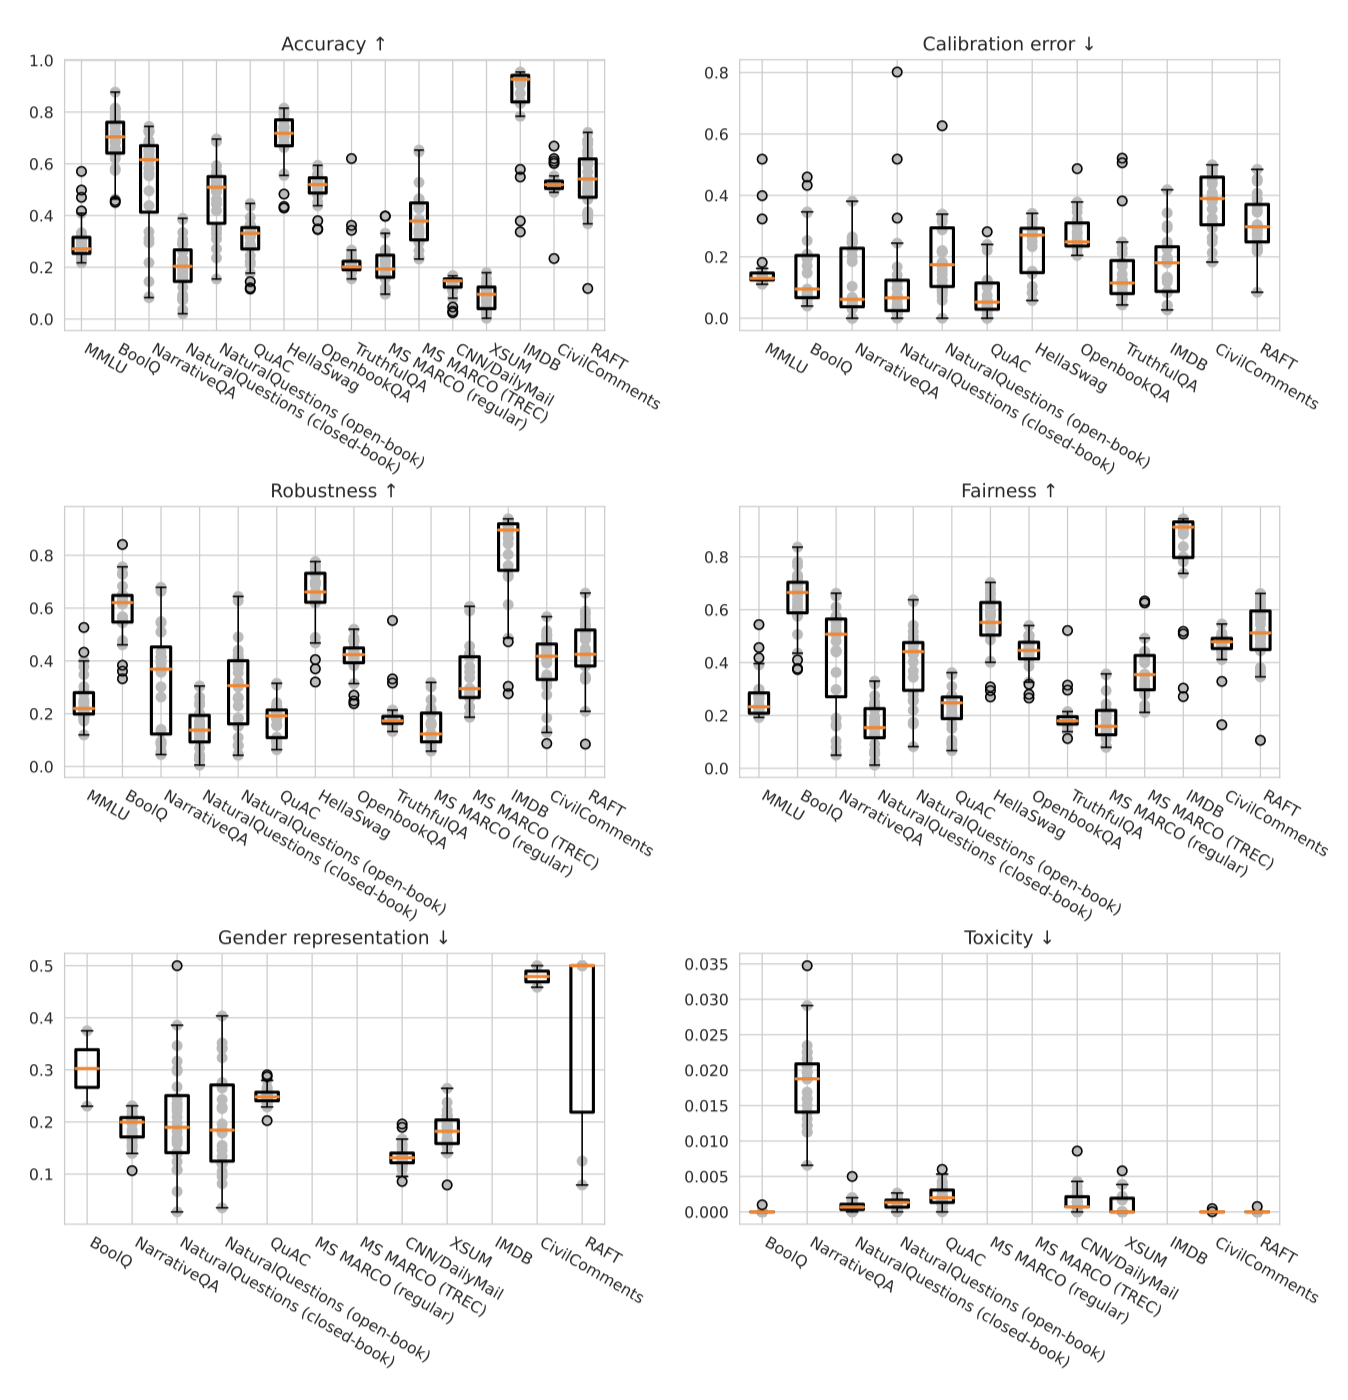 Accuracy ↑
1.0
0.8
0.6
0.4
0.2
0.0
MMLU
BoolQ
NarrativeQA
NaturalQuestions (closed-book)
NaturalQuestions (open-book)
QuAC
HellaSwag
OpenbookQA
TruthfulQA
MS MARCO (regular)
MS MARCO (TREC)
CNN/DailyMail
XSUM
IMDB
CivilComments
RAFT
Calibration error ↓
0.8
0.6
0.4
0.2
0.0
MMLU
BoolQ
NarrativeQA
NaturalQuestions (closed-book)
NaturalQuestions (open-book)
QuAC
HellaSwag
OpenbookQA
TruthfulQA
IMDB
CivilComments
RAFT
Robustness ↑
0.8
0.6
0.4
0.2
0.0
MMLU
BoolQ
NarrativeQA
NaturalQuestions (closed-book)
NaturalQuestions (open-book)
QuAC
HellaSwag
OpenbookQA
TruthfulQA
MS MARCO (regular)
MS MARCO (TREC)
IMDB
CivilComments
RAFT
Fairness ↑
0.8
0.6
0.4
0.2
0.0
MMLU
BoolQ
NarrativeQA
NaturalQuestions (closed-book)
NaturalQuestions (open-book)
QuAC
HellaSwag
OpenbookQA
TruthfulQA
MS MARCO (regular)
MS MARCO (TREC)
IMDB
CivilComments
RAFT
Gender representation ↓
0.5
0.4
0.3
0.2
0.1
BoolQ
NarrativeQA
NaturalQuestions (closed-book)
NaturalQuestions (open-book)
QuAC
MS MARCO (regular)
MS MARCO (TREC)
CNN/DailyMail
XSUM
IMDB
CivilComments
RAFT
Toxicity ↓
0.035
0.030
0.025
0.020
0.015
0.010
0.005
0.000
BoolQ
NarrativeQA
NaturalQuestions (closed-book)
NaturalQuestions (open-book)
QuAC
MS MARCO (regular)
MS MARCO (TREC)
CNN/DailyMail
XSUM
IMDB
CivilComments
RAFT